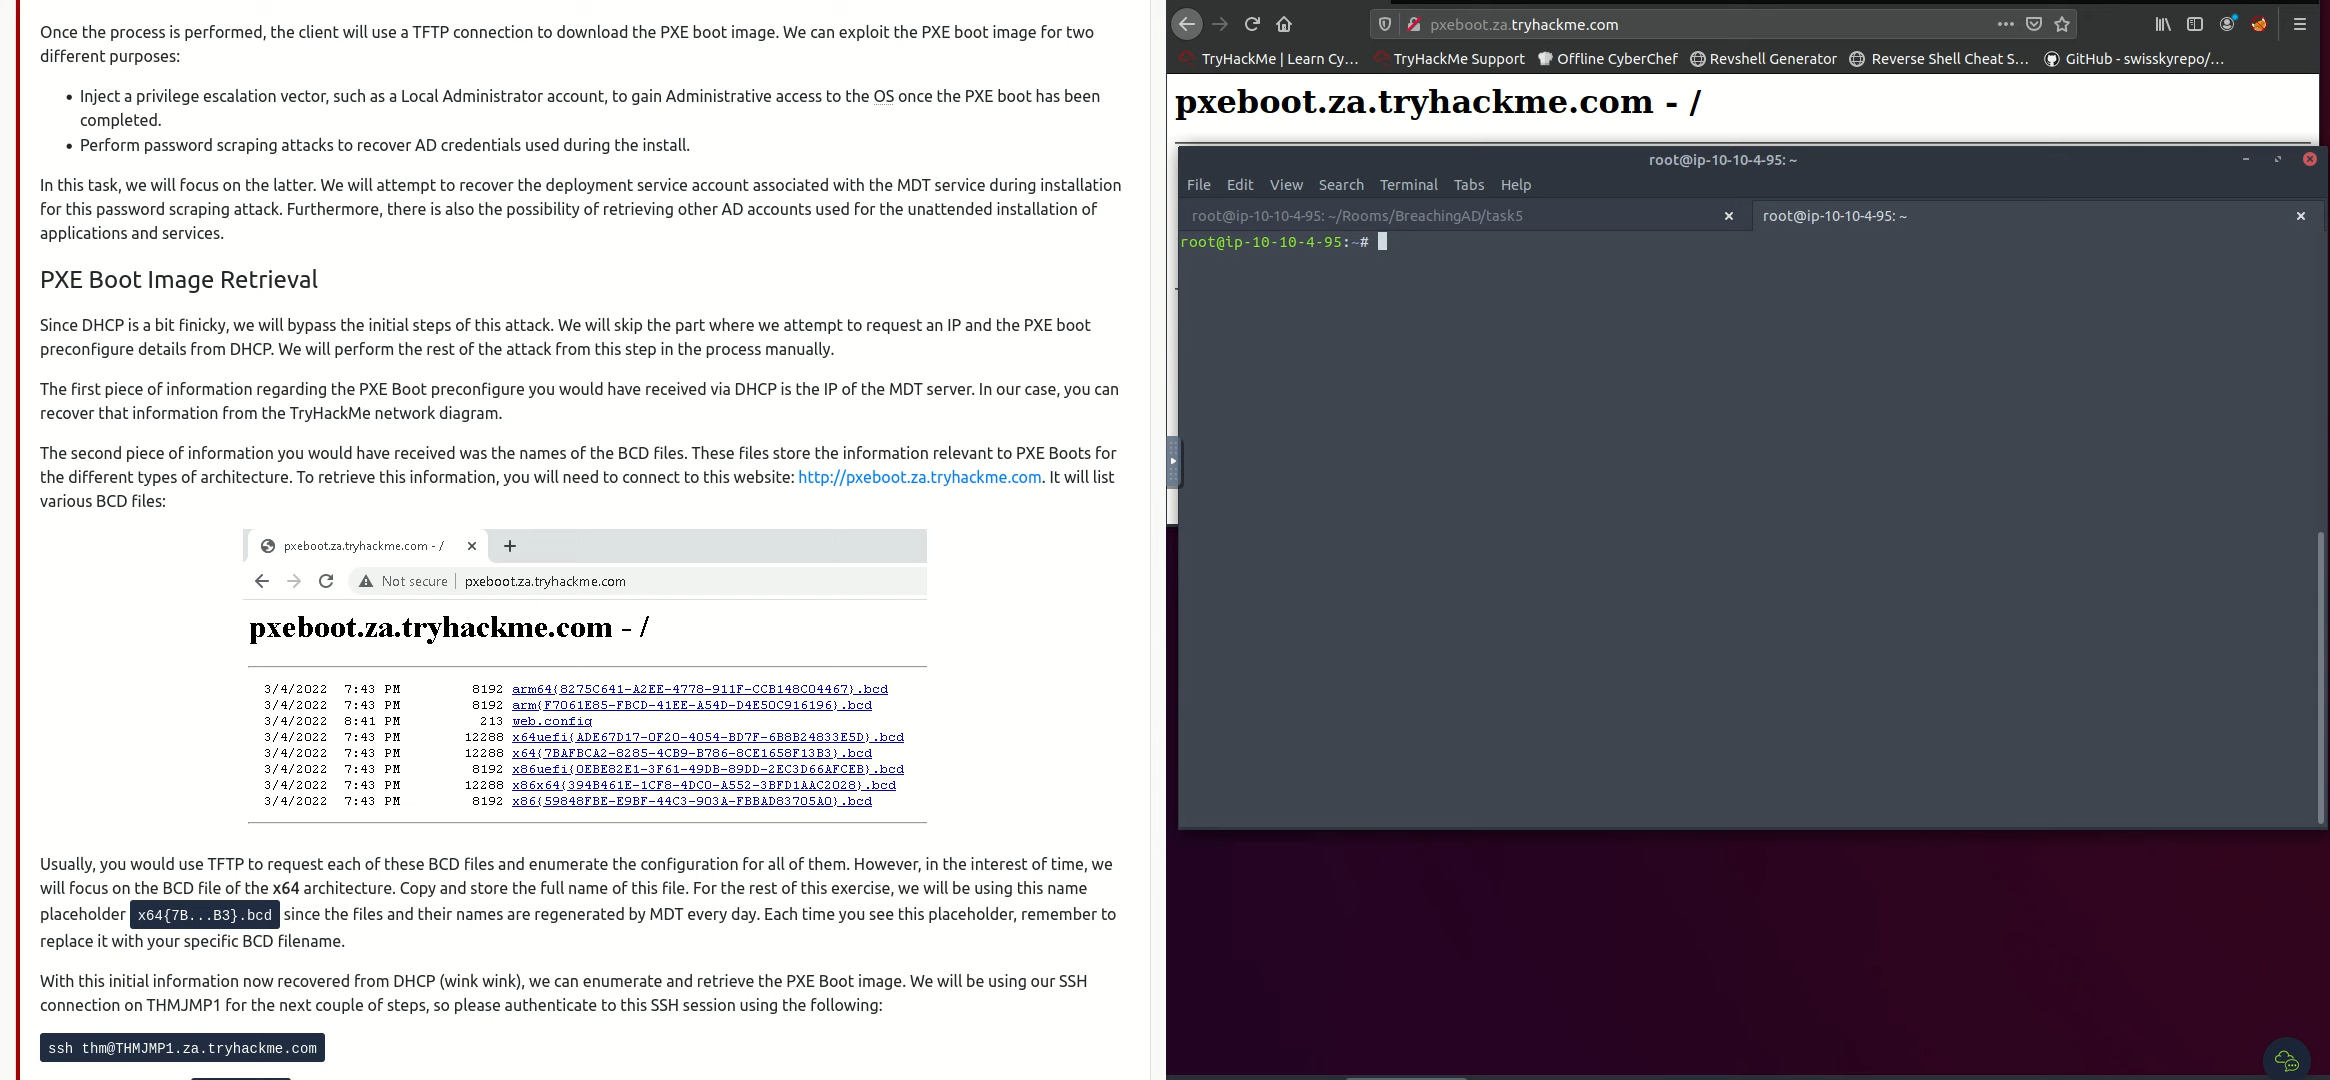 Once the process is performed, the client will use a TFTP connection to download the PXE boot image. We can exploit the PXE boot image for two
different purposes:
• Inject a privilege escalation vector, such as a Local Administrator account, to gain Administrative access to the OS once the PXE boot has been
completed.
• Perform password scraping attacks to recover AD credentials used during the install.
In this task, we will focus on the latter. We will attempt to recover the deployment service account associated with the MDT service during installation
for this password scraping attack. Furthermore, there is also the possibility of retrieving other AD accounts used for the unattended installation of
applications and services.
PXE Boot Image Retrieval
Since DHCP is a bit finicky, we will bypass the initial steps of this attack. We will skip the part where we attempt to request an IP and the PXE boot
preconfigure details from DHCP. We will perform the rest of the attack from this step in the process manually.
The first piece of information regarding the PXE Boot preconfigure you would have received via DHCP is the IP of the MDT server. In our case, you can
recover that information from the TryHackMe network diagram.
The second piece of information you would have received was the names of the BCD files. These files store the information relevant to PXE Boots for
the different types of architecture. To retrieve this information, you will need to connect to this website: http://pxeboot.za.tryhackme.com. It will list
various BCD files:
pxeboot.za.tryhackme.com - /
Not secure | pxeboot.za.tryhackme.com
pxeboot.za.tryhackme.com - /
3/4/2022 7:43 PM 8192 arm64{8275C641-A2EE-4778-911F-CCB148C04467}.bcd
3/4/2022 7:43 PM 8192 arm{F7061E85-FBCD-41EE-A54D-D4E50C916196}.bcd
3/4/2022 8:41 PM 213 web.config
3/4/2022 7:43 PM 12288 x64uefi{ADE67D17-0F20-4054-BD7F-6B8B24833E5D}.bcd
3/4/2022 7:43 PM 12288 x64{7BAFBCA2-8285-4CB9-B786-8CE1658F13B3}.bcd
3/4/2022 7:43 PM 8192 x86uefi{0EBE82E1-3F61-49DB-89DD-2EC3D66AFCEB}.bcd
3/4/2022 7:43 PM 12288 x86x64{394B461E-1CF8-4DC0-A552-3BFD1AAC2028}.bcd
3/4/2022 7:43 PM 8192 x86{59848FBE-E9BF-44C3-903A-FBBAD83705A0}.bcd
Usually, you would use TFTP to request each of these BCD files and enumerate the configuration for all of them. However, in the interest of time, we
will focus on the BCD file of the x64 architecture. Copy and store the full name of this file. For the rest of this exercise, we will be using this name
placeholder x64{7B...B3}.bcd since the files and their names are regenerated by MDT every day. Each time you see this placeholder, remember to
replace it with your specific BCD filename.
With this initial information now recovered from DHCP (wink wink), we can enumerate and retrieve the PXE Boot image. We will be using our SSH
connection on THMJMP1 for the next couple of steps, so please authenticate to this SSH session using the following:
ssh thm@THMJMP1.za.tryhackme.com
pxeboot.za.tryhackme.com
TryHackMe | Learn Cy... TryHackMe Support Offline CyberChef Revshell Generator Reverse Shell Cheat S... GitHub - swisskyrepo/...
pxeboot.za.tryhackme.com - /
root@ip-10-10-4-95: ~
File Edit View Search Terminal Tabs Help
root@ip-10-10-4-95: ~/Rooms/BreachingAD/task5 root@ip-10-10-4-95: ~
root@ip-10-10-4-95:~#